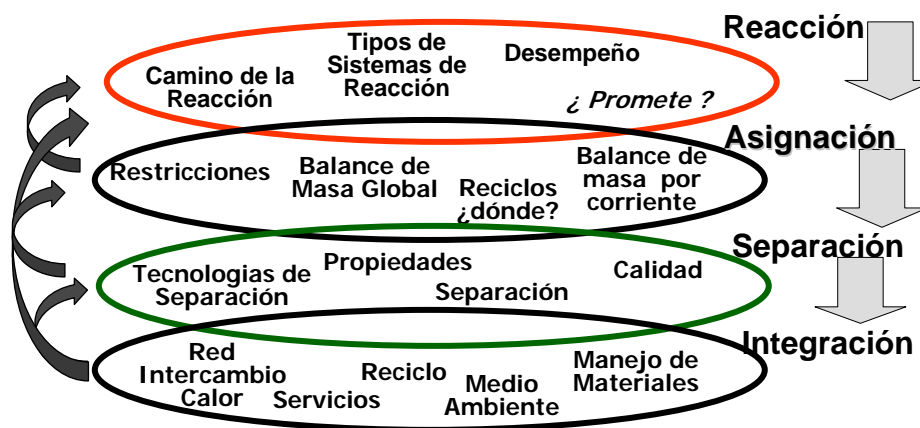 Reacción
Tipos de
Sistemas de
Reacción
Desempeño
Camino de la
Reacción
¿ Promete ?
Asignación
Restricciones
Balance de
Masa Global
Reciclos
¿dónde?
Balance de
masa por
corriente
Separación
Tecnologias de
Separación
Propiedades
Separación
Calidad
Integración
Red
Intercambio
Calor
Servicios
Reciclo
Medio
Ambiente
Manejo de
Materiales